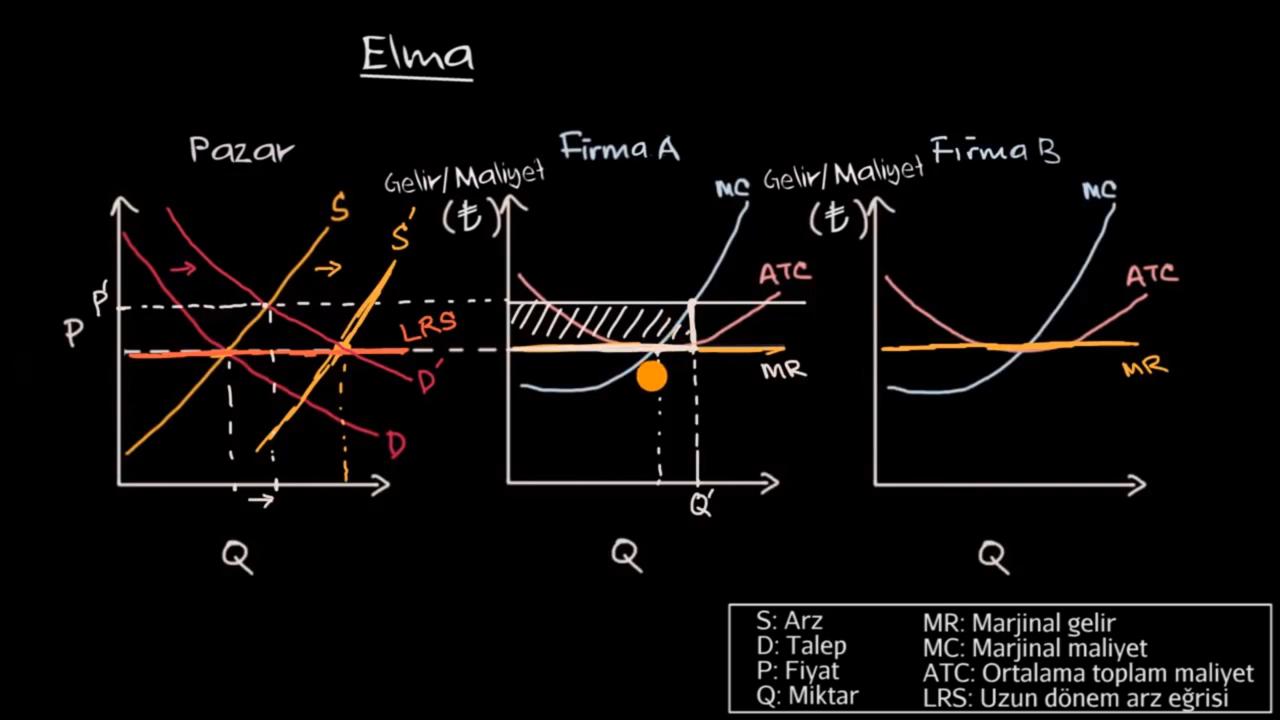 Elma
Pazar
Firma A
Firma B
Gelir/Maliyet
(₺)
Gelir/Maliyet
(₺)
S
S'
MC
MC
ATC
ATC
P'
P
LRS
D'
D
MR
MR
Q'
Q
Q
Q
S: Arz
D: Talep
P: Fiyat
Q: Miktar
MR: Marjinal gelir
MC: Marjinal maliyet
ATC: Ortalama toplam maliyet
LRS: Uzun dönem arz eğrisi